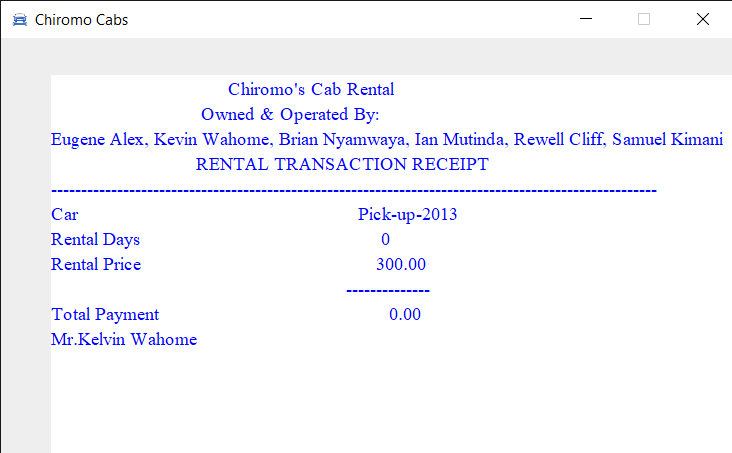 Chiromo Cabs
Chiromo's Cab Rental
Owned & Operated By:
Eugene Alex, Kevin Wahome, Brian Nyamwaya, Ian Mutinda, Rewell Cliff, Samuel Kimani
RENTAL TRANSACTION RECEIPT
-----------------------------------------------------------------------------------------------------
Car Pick-up-2013
Rental Days 0
Rental Price 300.00
--------------
Total Payment 0.00
Mr.Kelvin Wahome